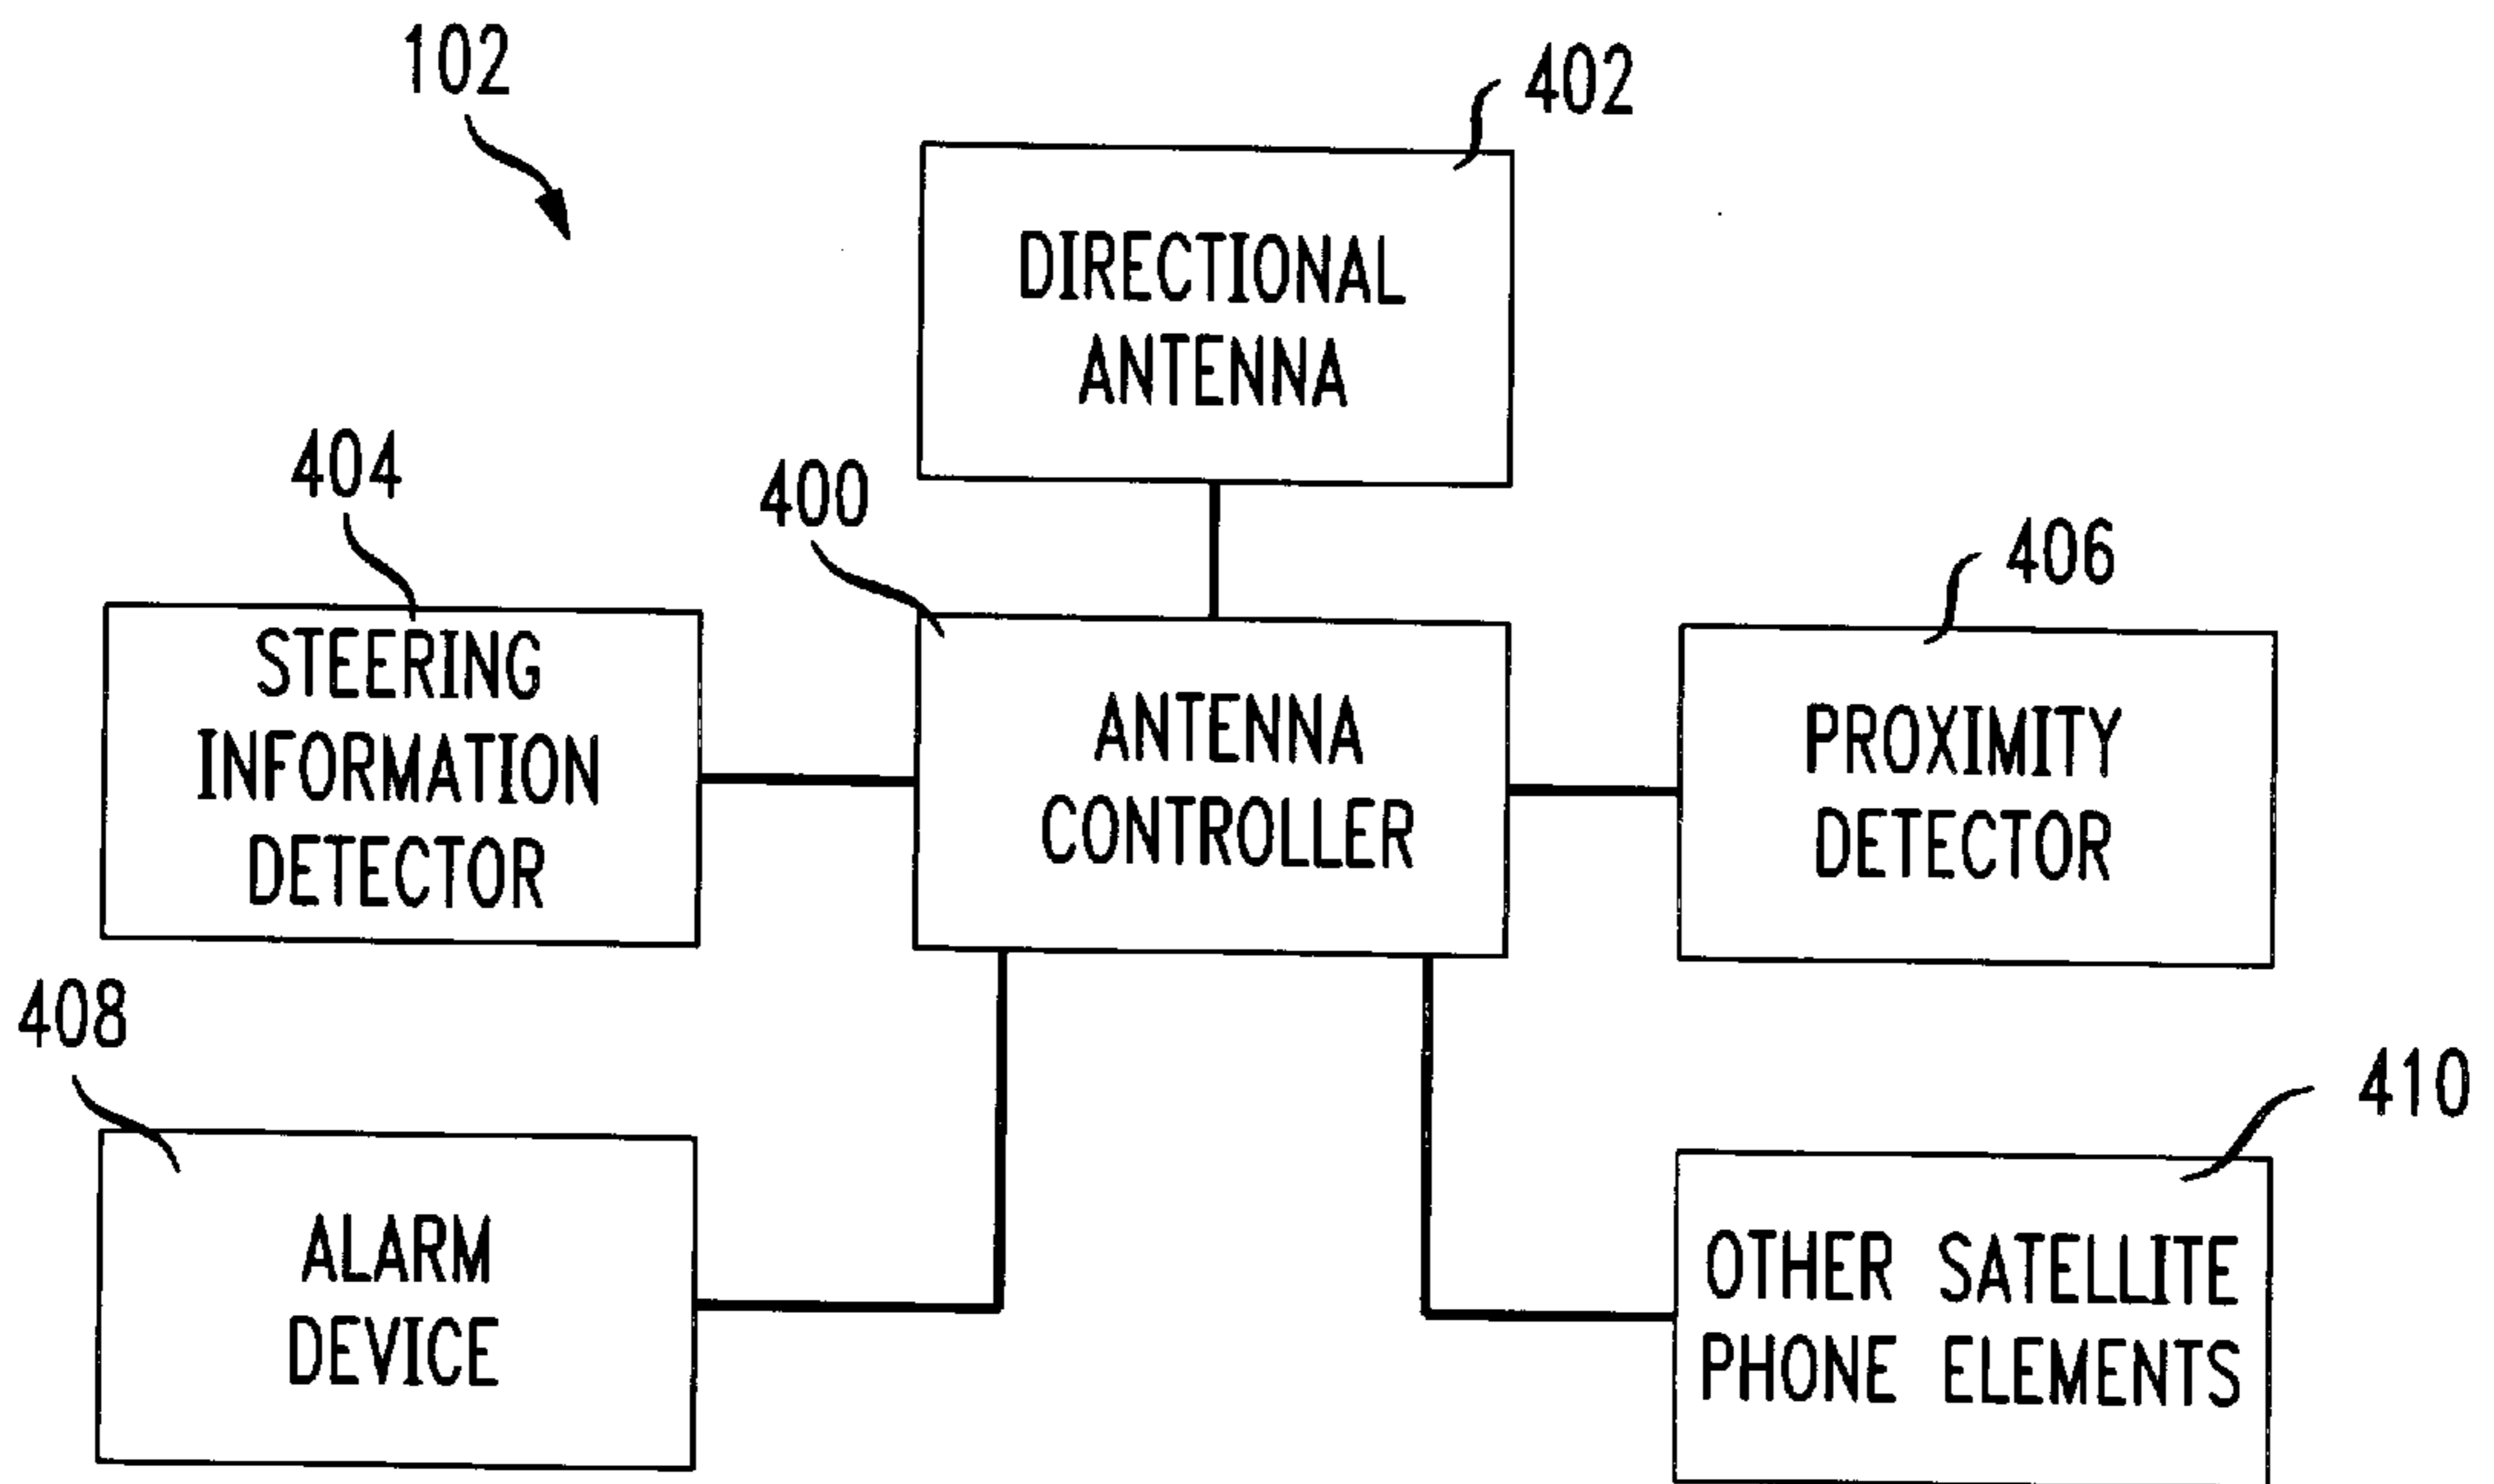 102
402
DIRECTIONAL
ANTENNA
404
400
406
STEERING
INFORMATION
DETECTOR
ANTENNA
CONTROLLER
PROXIMITY
DETECTOR
408
410
ALARM
DEVICE
OTHER SATELLITE
PHONE ELEMENTS